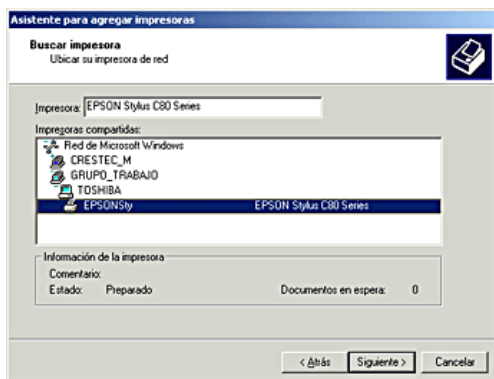 Asistente para agregar impresoras
Buscar impresora
Ubicar su impresora de red
Impresora: EPSON Stylus C80 Series
Impresoras compartidas:
Red de Microsoft Windows
CRESTEC_M
GRUPO_TRABAJO
TOSHIBA
EPSONSty EPSON Stylus C80 Series
Información de la impresora
Comentario:
Estado: Preparado Documentos en espera: 0
< Atrás Siguiente > Cancelar